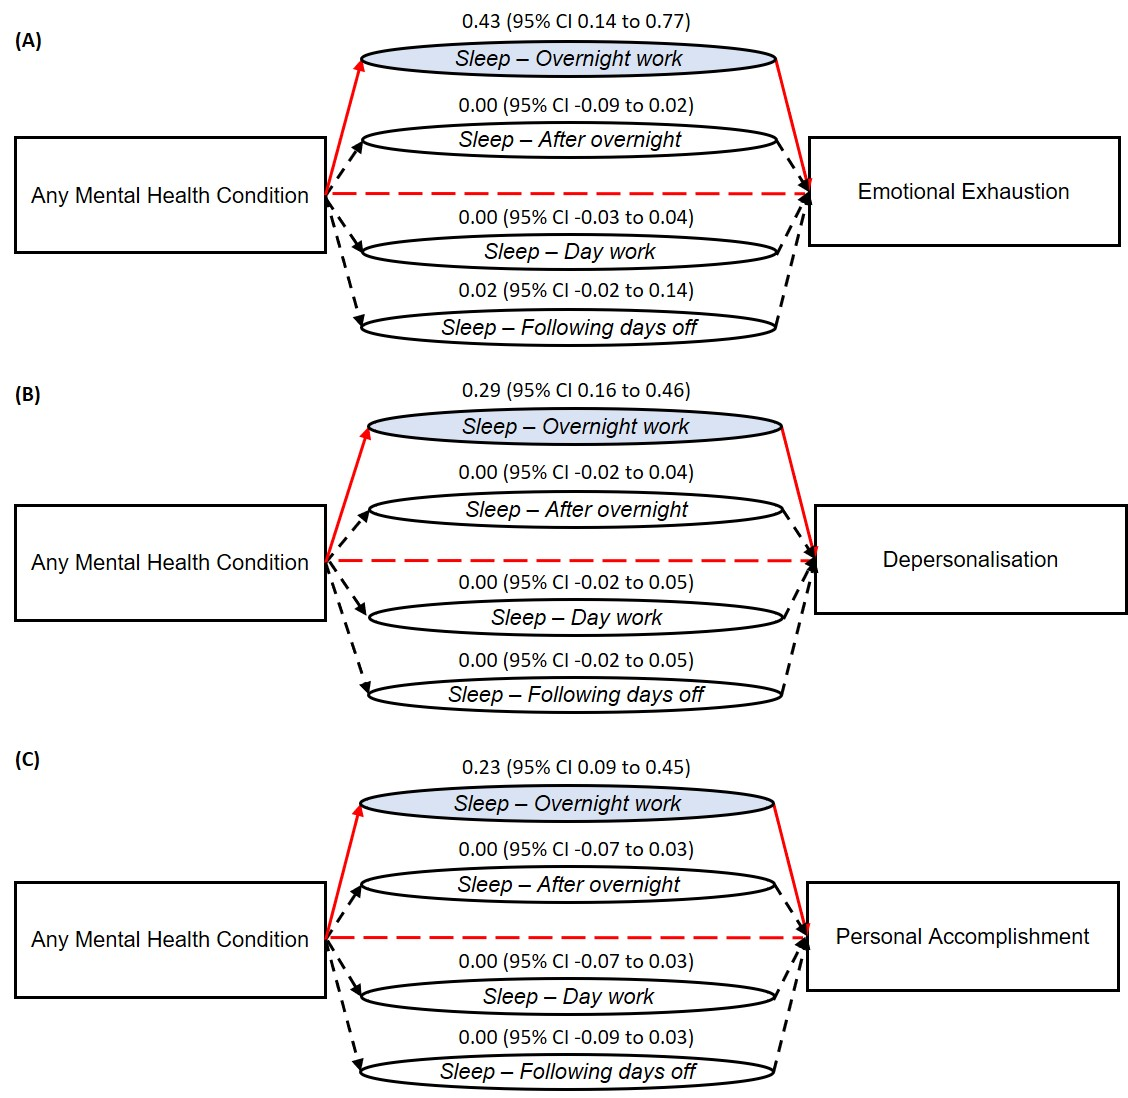 (A)
0.43 (95% CI 0.14 to 0.77)
Sleep – Overnight work
0.00 (95% CI -0.09 to 0.02)
Sleep – After overnight
Any Mental Health Condition
Emotional Exhaustion
0.00 (95% CI -0.03 to 0.04)
Sleep – Day work
0.02 (95% CI -0.02 to 0.14)
Sleep – Following days off
(B)
0.29 (95% CI 0.16 to 0.46)
Sleep – Overnight work
0.00 (95% CI -0.02 to 0.04)
Sleep – After overnight
Any Mental Health Condition
Depersonalisation
0.00 (95% CI -0.02 to 0.05)
Sleep – Day work
0.00 (95% CI -0.02 to 0.05)
Sleep – Following days off
(C)
0.23 (95% CI 0.09 to 0.45)
Sleep – Overnight work
0.00 (95% CI -0.07 to 0.03)
Sleep – After overnight
Any Mental Health Condition
Personal Accomplishment
0.00 (95% CI -0.07 to 0.03)
Sleep – Day work
0.00 (95% CI -0.09 to 0.03)
Sleep – Following days off